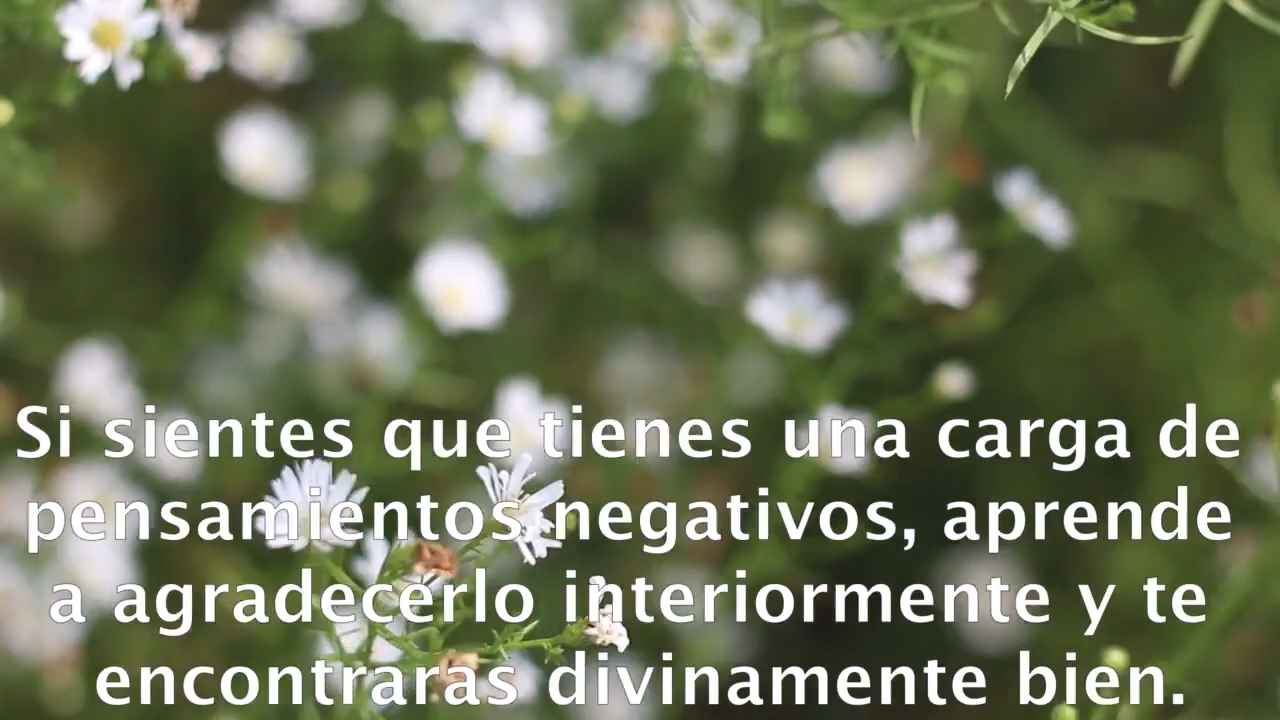 Si sientes que tienes una carga de
pensamientos negativos, aprende
a agradecerlo interiormente y te
encontraras divinamente bien.